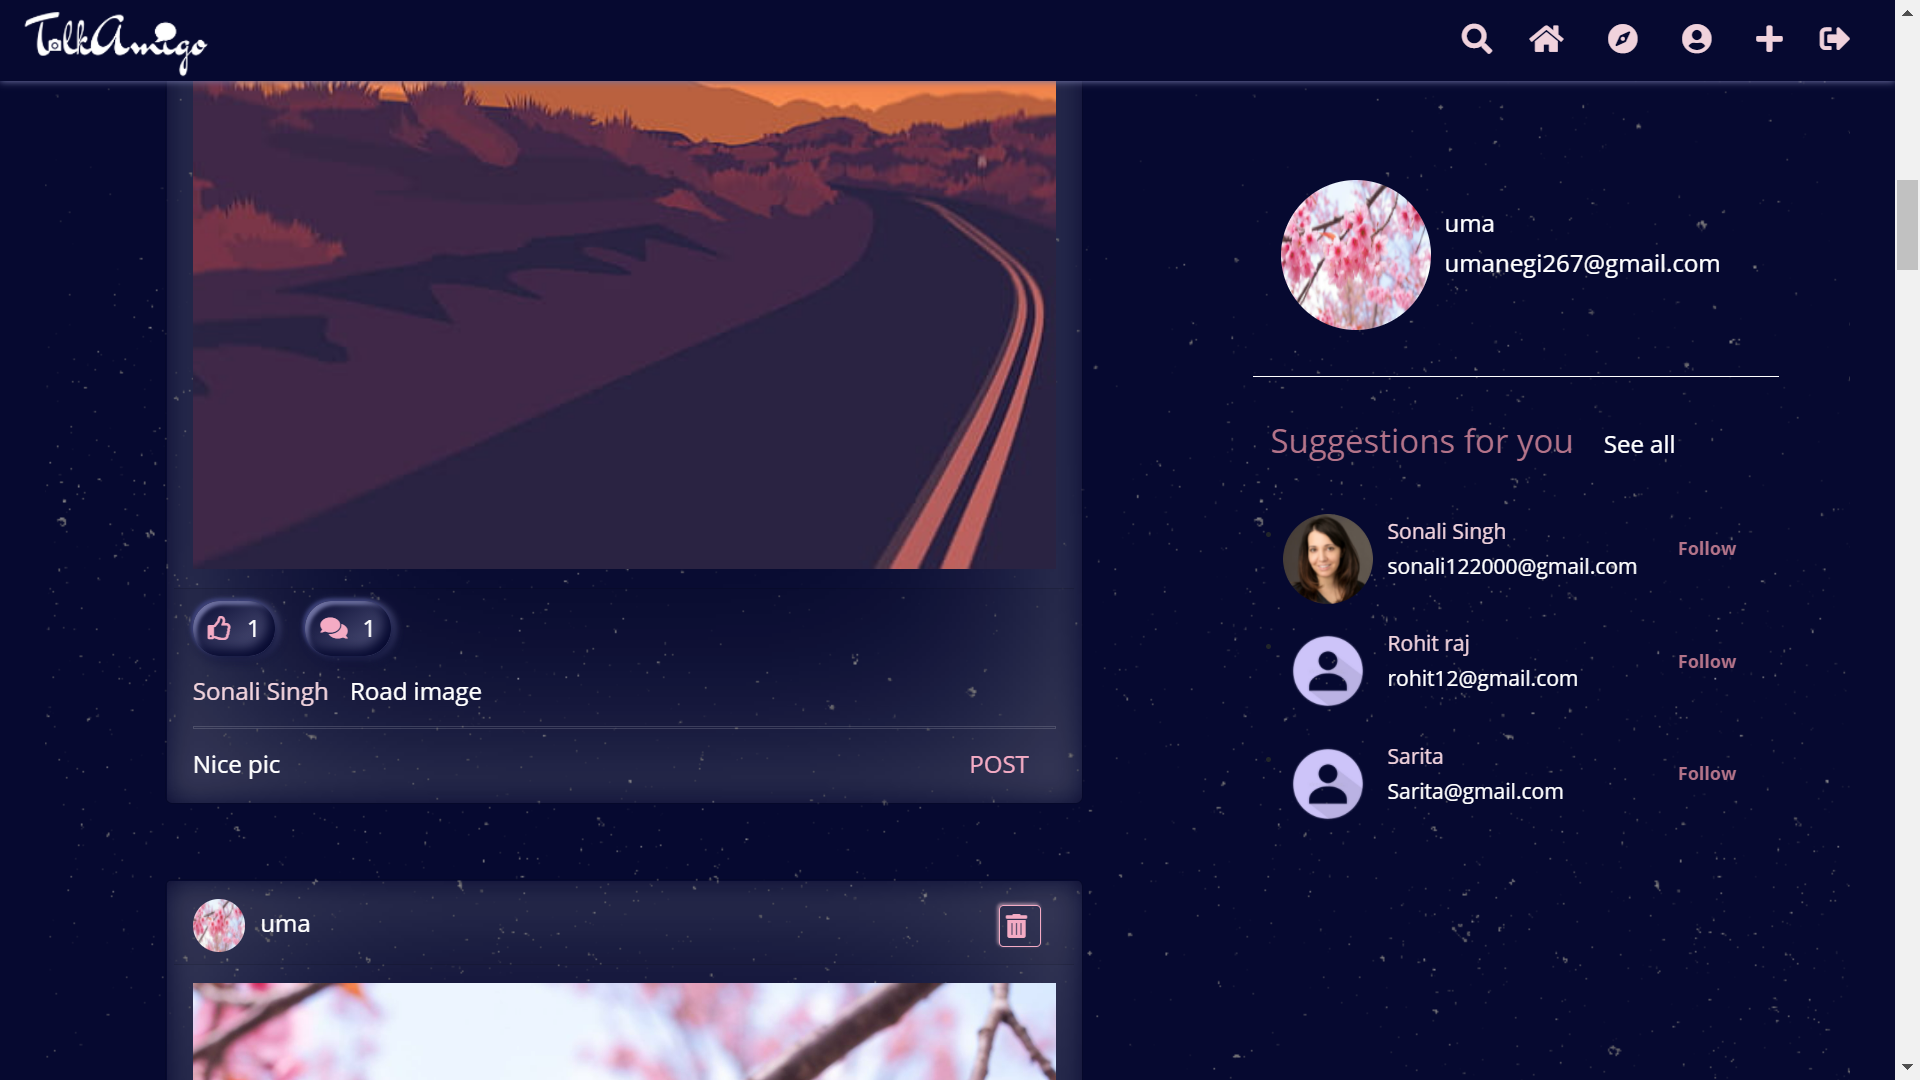 TalkAmigo
uma
umanegi267@gmail.com
Suggestions for you See all
Sonali Singh
sonali122000@gmail.com
Follow
Rohit raj
rohit12@gmail.com
Follow
Sarita
Sarita@gmail.com
Follow
1 1
Sonali Singh Road image
Nice pic POST
uma